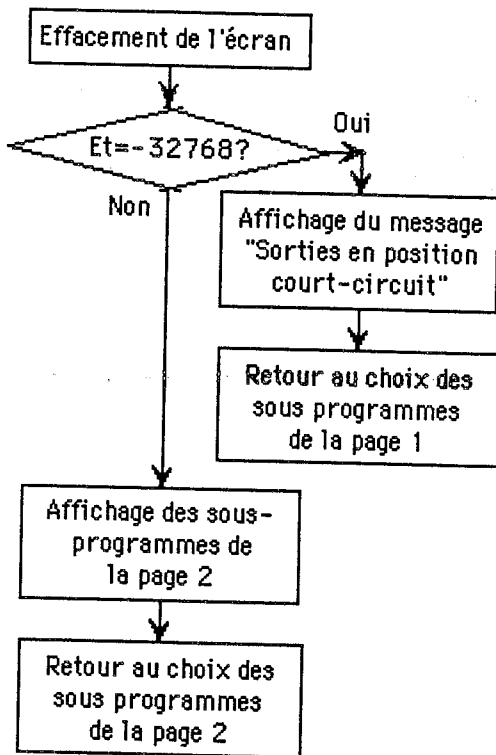 Effacement de l'écran
Et=-32768?
Oui
Non
Affichage du message
"Sorties en position
court-circuit"
Retour au choix des
sous programmes
de la page 1
Affichage des sous-
programmes de
la page 2
Retour au choix des
sous programmes
de la page 2